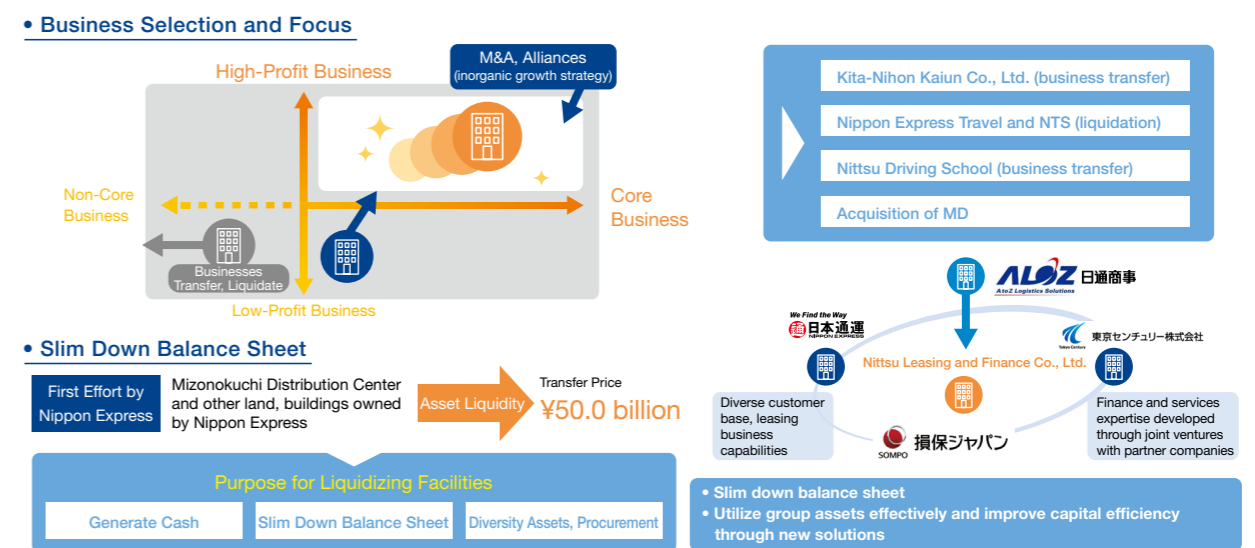 • Business Selection and Focus
High-Profit Business
M&A, Alliances
(inorganic growth strategy)
Non-Core
Business
Core
Business
Businesses
Transfer, Liquidate
Low-Profit Business
Kita-Nihon Kaiun Co., Ltd. (business transfer)
Nippon Express Travel and NTS (liquidation)
Nittsu Driving School (business transfer)
Acquisition of MD
ALOZ 日通商事
AtoZ Logistics Solutions
We Find the Way
日本通運
NIPPON EXPRESS
東京センチュリー株式会社
Tokyo Century
Nittsu Leasing and Finance Co., Ltd.
Diverse customer
base, leasing
business
capabilities
Finance and services
expertise developed
through joint ventures
with partner companies
損保ジャパン
SOMPO
• Slim down balance sheet
• Utilize group assets effectively and improve capital efficiency
through new solutions
• Slim Down Balance Sheet
First Effort by
Nippon Express
Mizonokuchi Distribution Center
and other land, buildings owned
by Nippon Express
Asset Liquidity
Transfer Price
¥50.0 billion
Purpose for Liquidizing Facilities
Generate Cash
Slim Down Balance Sheet
Diversity Assets, Procurement